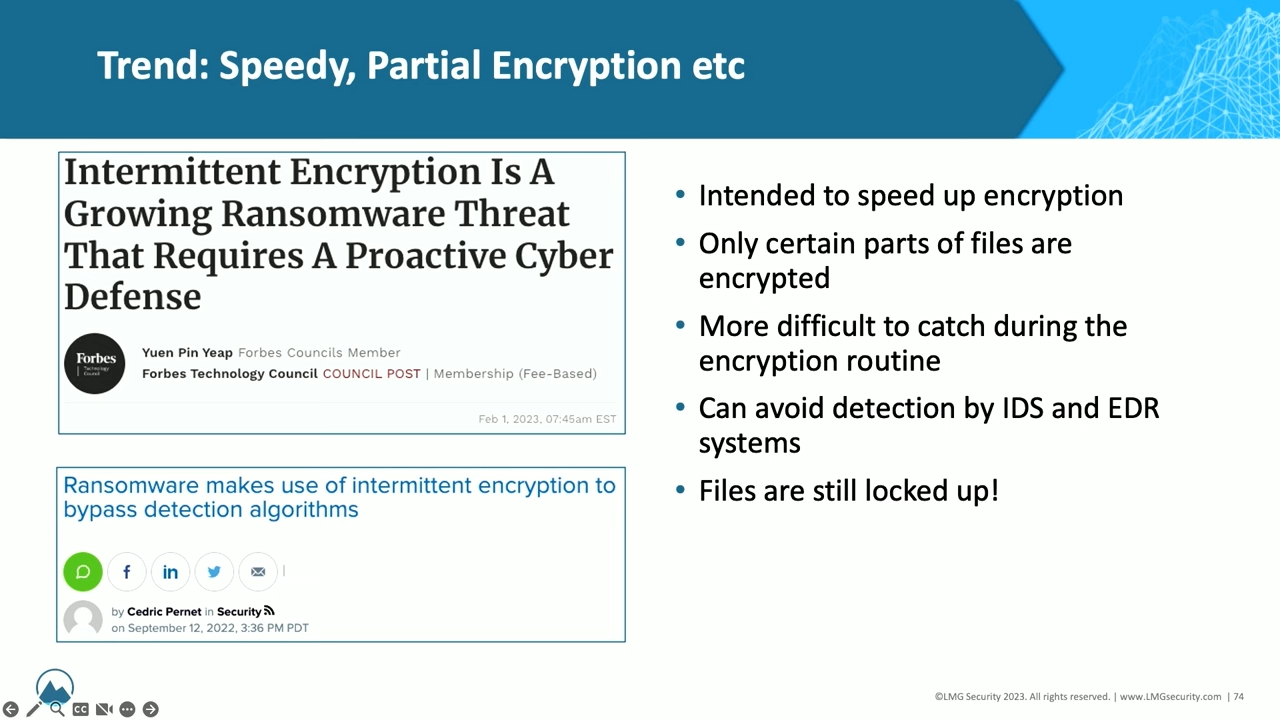 Trend: Speedy, Partial Encryption etc
Intermittent Encryption Is A
Growing Ransomware Threat
That Requires A Proactive Cyber
Defense
Forbes
Technology
Council
Yuen Pin Yeap Forbes Councils Member
Forbes Technology Council COUNCIL POST | Membership (Fee-Based)
Feb 1, 2023, 07:45am EST
Ransomware makes use of intermittent encryption to
bypass detection algorithms
f
in
by Cedric Pernet in Security
on September 12, 2022, 3:36 PM PDT
• Intended to speed up encryption
• Only certain parts of files are
encrypted
• More difficult to catch during the
encryption routine
• Can avoid detection by IDS and EDR
systems
• Files are still locked up!
CC
©LMG Security 2023. All rights reserved. | www.LMGsecurity.com | 74